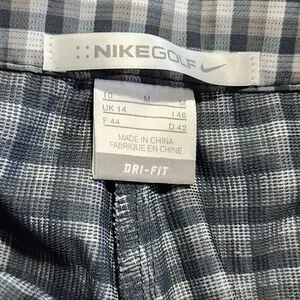 NIKEGOLF
10 M M
UK 14 I 46
F 44 D 42
MADE IN CHINA
FABRIQUE EN CHINE
DRI-FIT